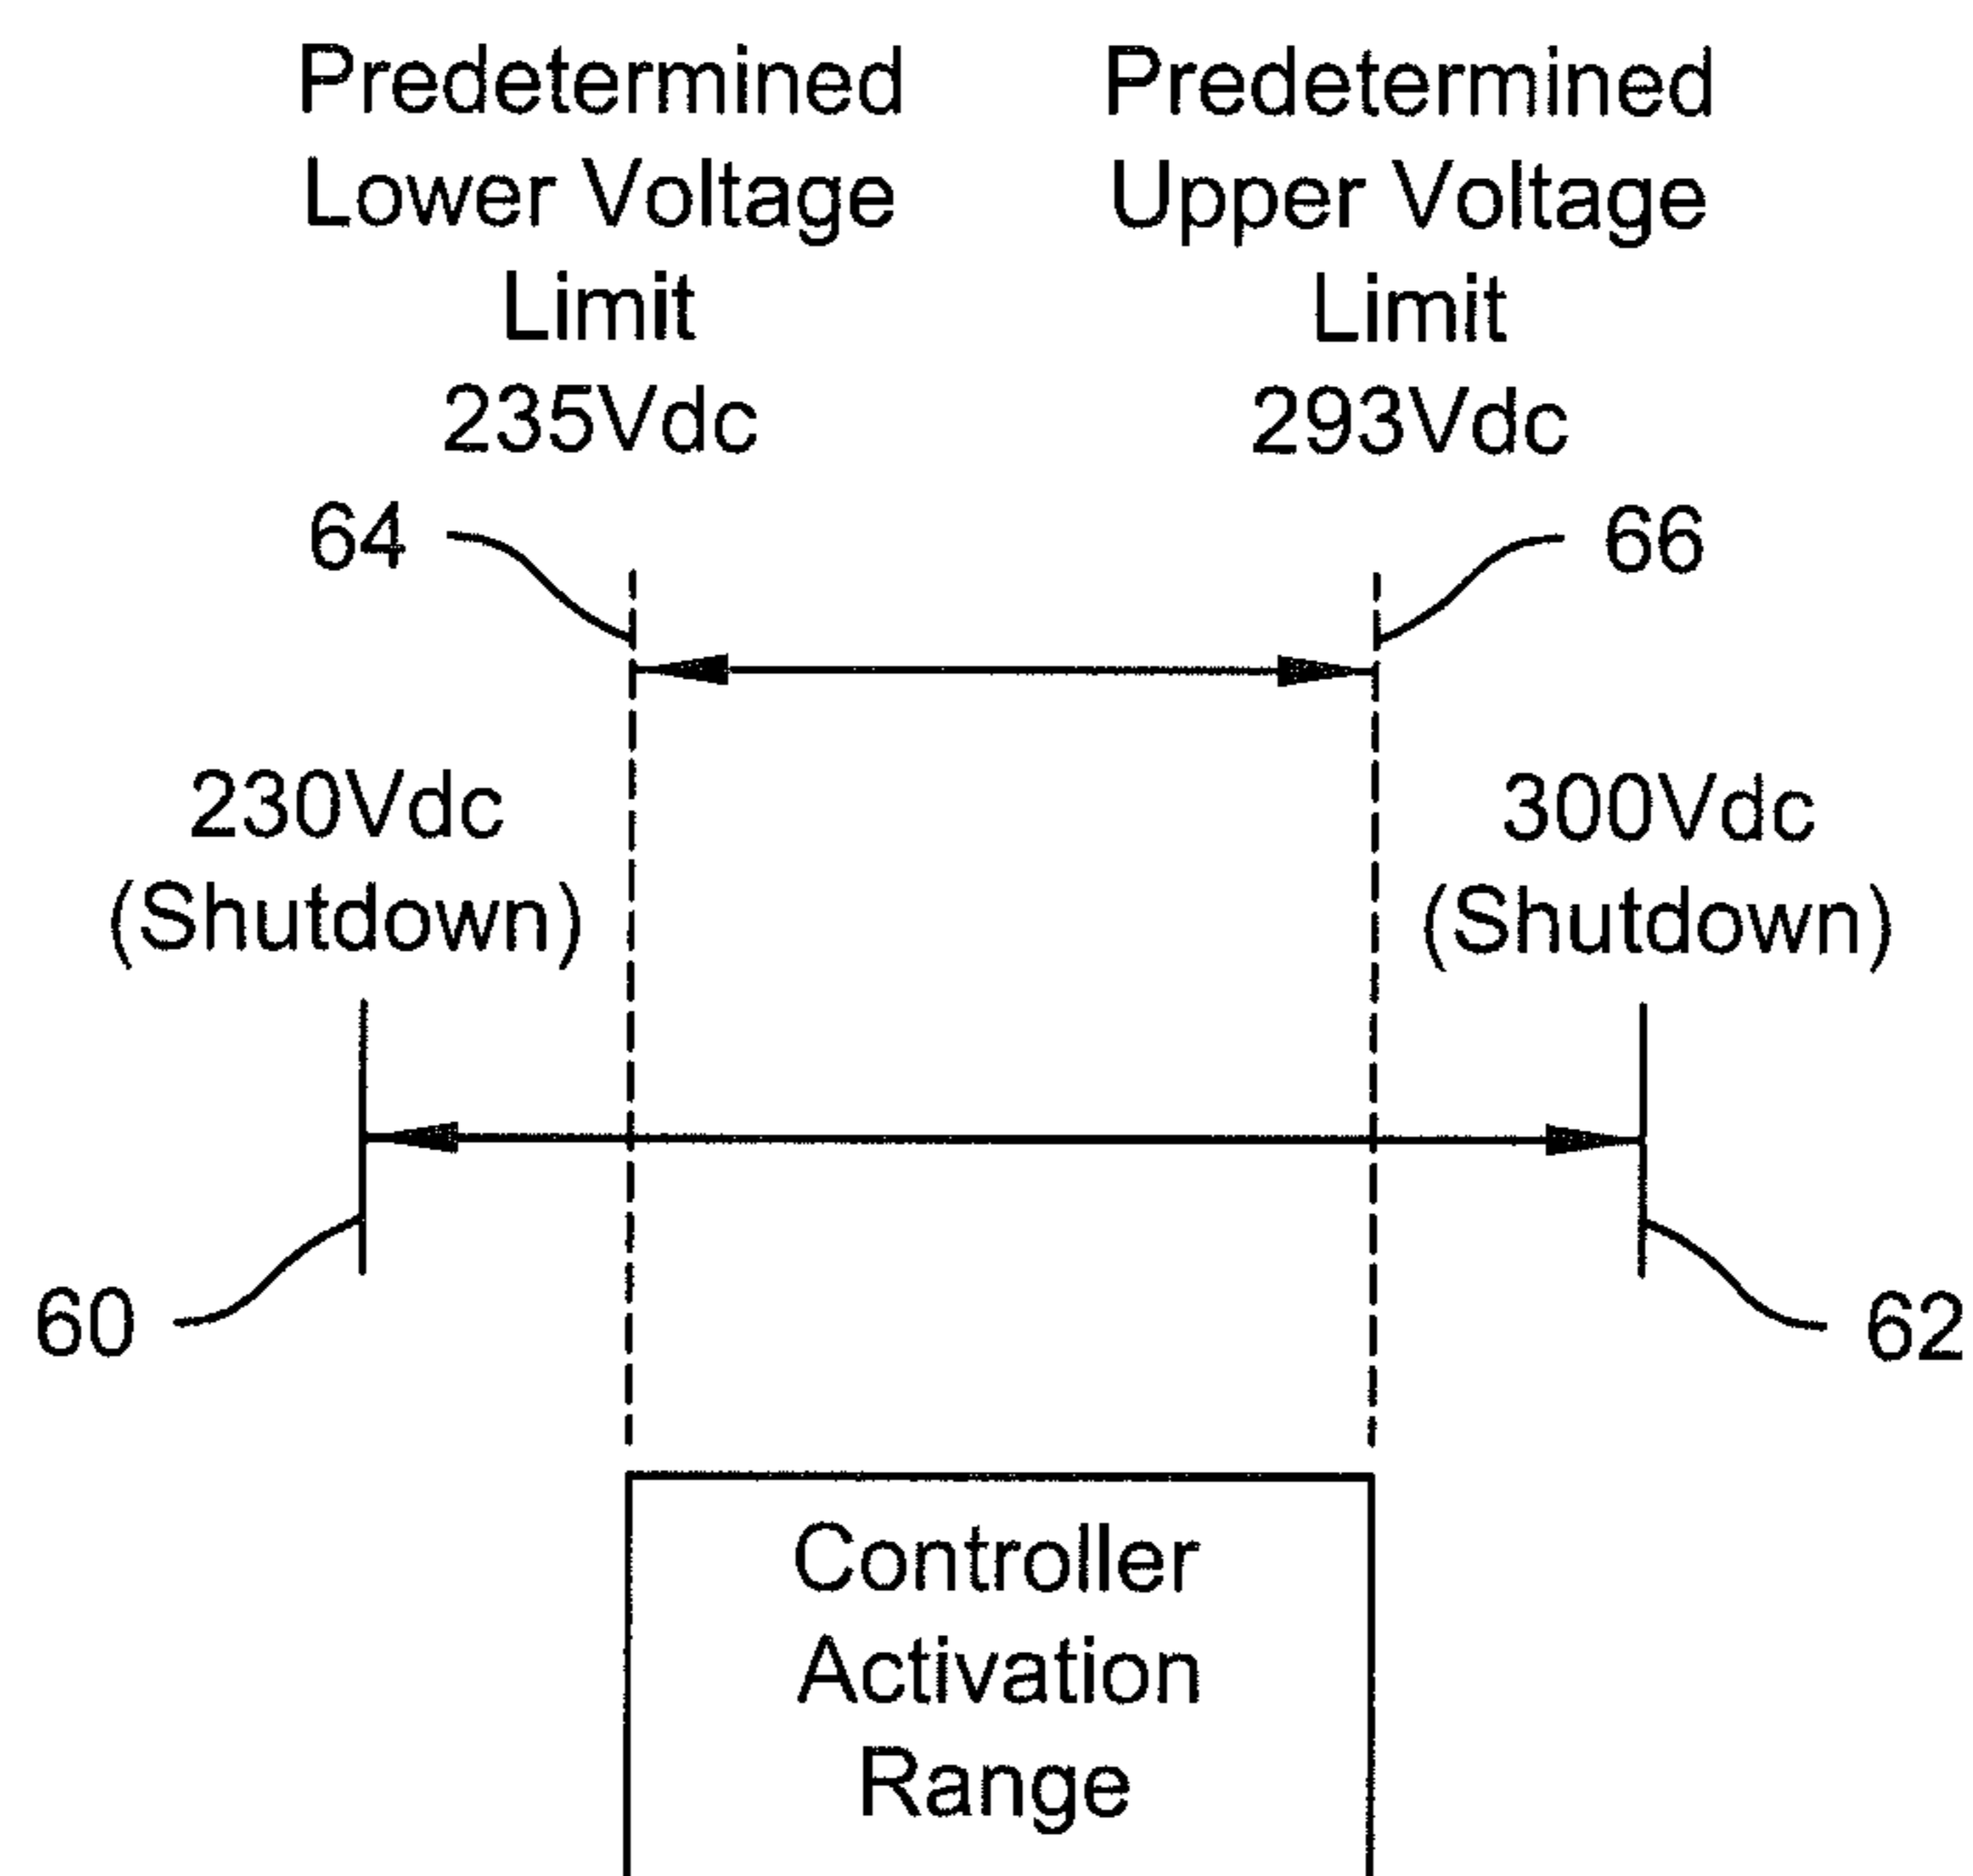 Predetermined
Lower Voltage
Limit
235Vdc
Predetermined
Upper Voltage
Limit
293Vdc
64
66
230Vdc
(Shutdown)
300Vdc
(Shutdown)
60
62
Controller
Activation
Range